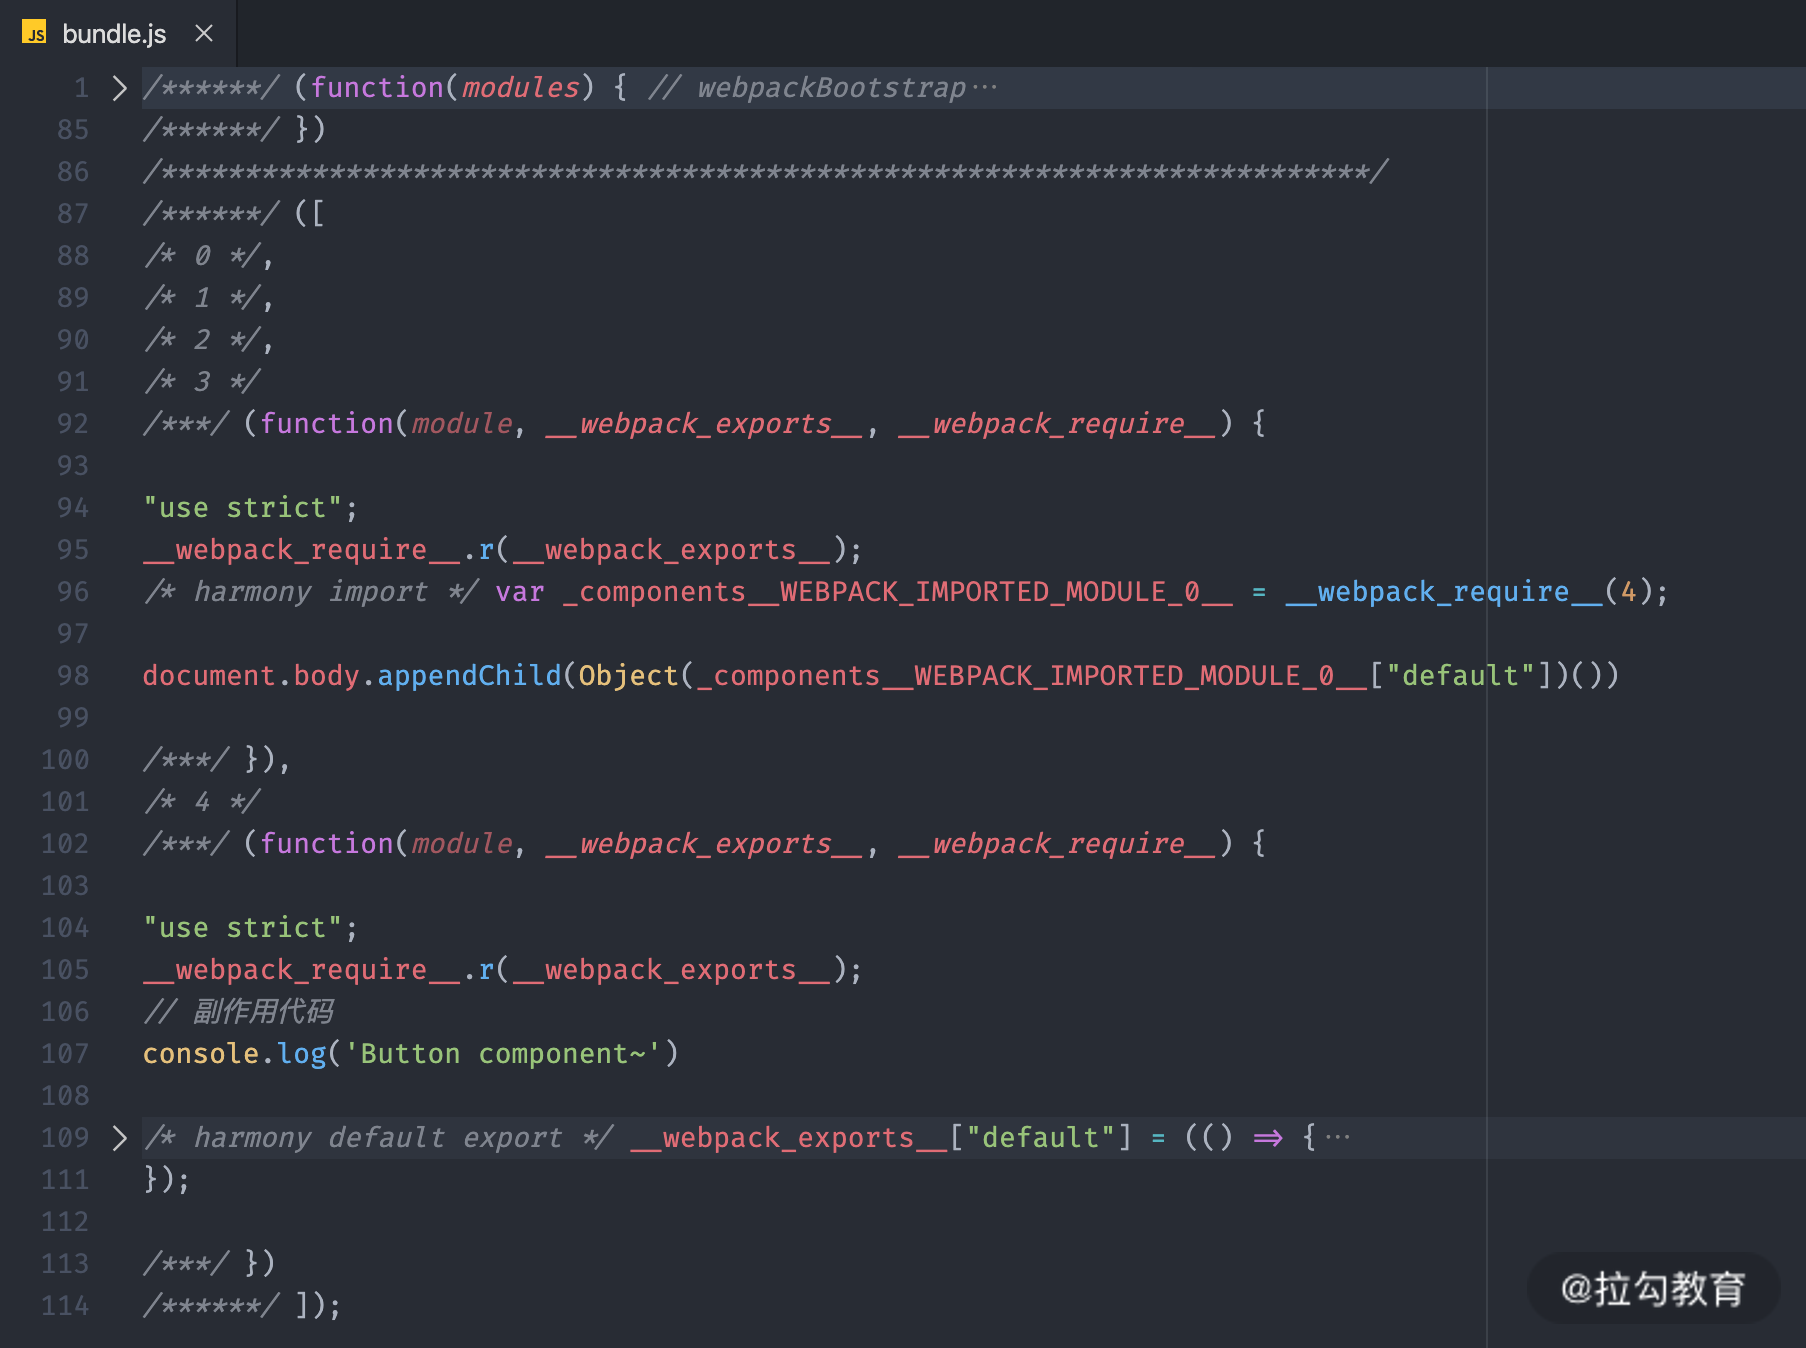 JS bundle.js ×
1 > /******/ (function(modules) { // webpackBootstrap···
85 /******/ })
86 /************************************************************************/
87 /******/ ([
88 /* 0 */,
89 /* 1 */,
90 /* 2 */,
91 /* 3 */
92 /***/ (function(module, __webpack_exports__, __webpack_require__) {
93
94 "use strict";
95 __webpack_require__.r(__webpack_exports__);
96 /* harmony import */ var _components__WEBPACK_IMPORTED_MODULE_0__ = __webpack_require__(4);
97
98 document.body.appendChild(Object(_components__WEBPACK_IMPORTED_MODULE_0__["default"])())
99
100 /***/ }),
101 /* 4 */
102 /***/ (function(module, __webpack_exports__, __webpack_require__) {
103
104 "use strict";
105 __webpack_require__.r(__webpack_exports__);
106 // 副作用代码
107 console.log('Button component~')
108
109 > /* harmony default export */ __webpack_exports__["default"] = (() => {···
111 });
112
113 /***/ })
114 /******/ ]);
@拉勾教育